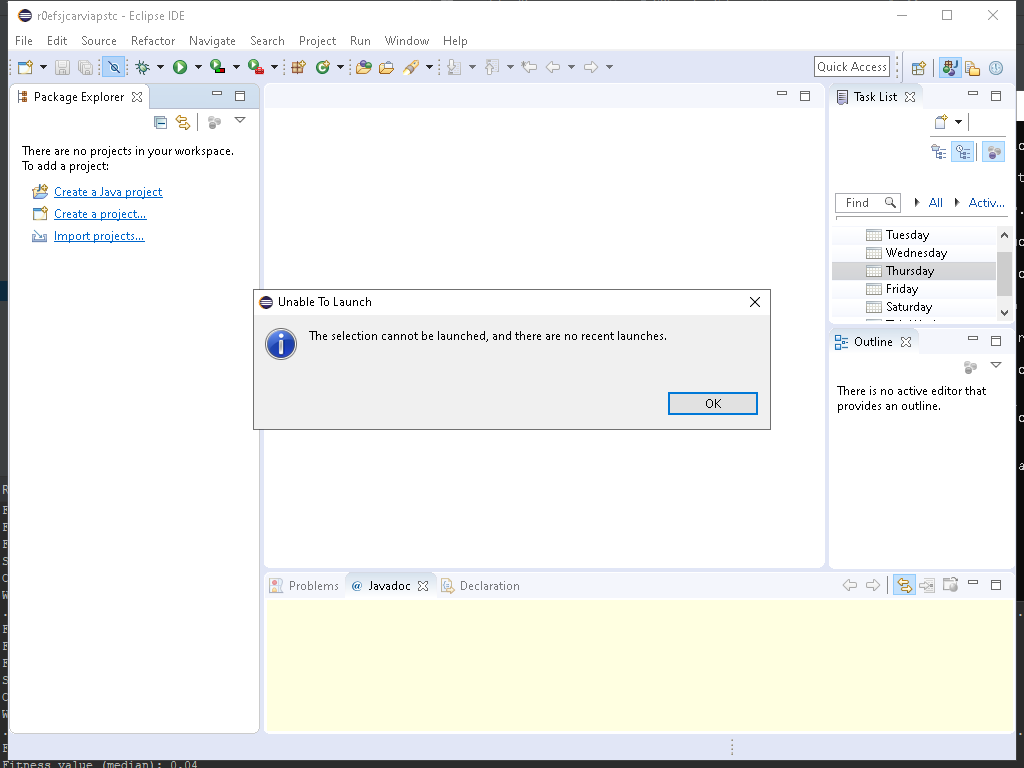 r0efsjcarviapstc - Eclipse IDE
File Edit Source Refactor Navigate Search Project Run Window Help
Quick Access
Package Explorer
Task List
There are no projects in your workspace.
To add a project:
Create a Java project
Create a project...
Import projects...
Find
All
Activ...
Tuesday
Wednesday
Thursday
Friday
Saturday
Unable To Launch
The selection cannot be launched, and there are no recent launches.
OK
Outline
There is no active editor that
provides an outline.
Problems
@ Javadoc
Declaration
Fitness value (median): 0.04